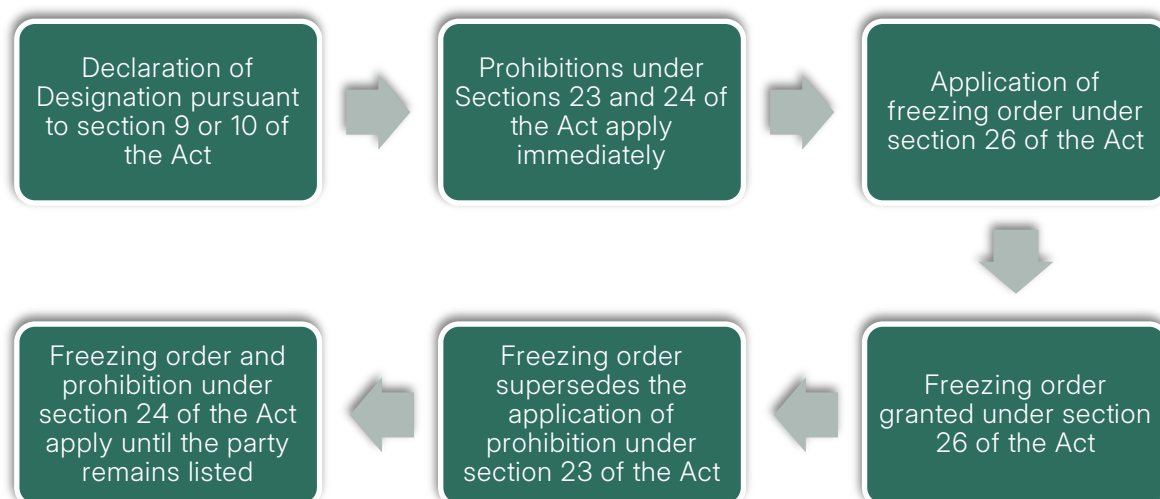 Declaration of
Designation pursuant
to section 9 or 10 of
the Act
Prohibitions under
Sections 23 and 24 of
the Act apply
immediately
Application of
freezing order under
section 26 of the Act
Freezing order
granted under section
26 of the Act
Freezing order
supersedes the
application of
prohibition under
section 23 of the Act
Freezing order and
prohibition under
section 24 of the Act
apply until the party
remains listed